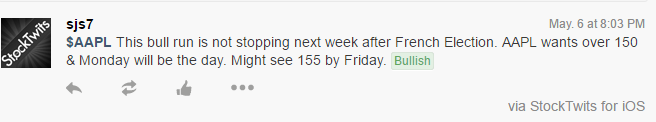 sjs7 May. 6 at 8:03 PM
$AAPL This bull run is not stopping next week after French Election. AAPL wants over 150
& Monday will be the day. Might see 155 by Friday. Bullish
StockTwits
via StockTwits for iOS